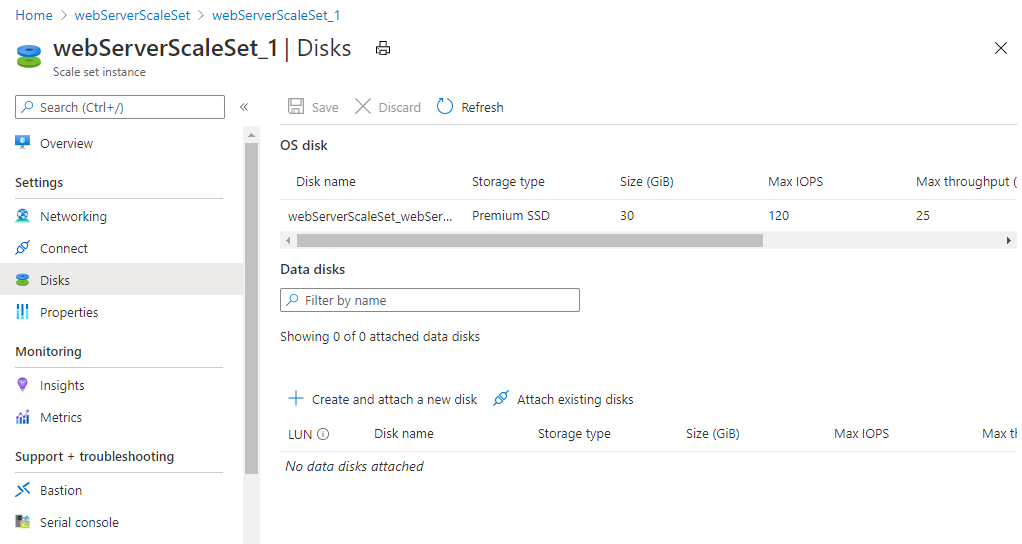 Home > webServerScaleSet > webServerScaleSet_1
webServerScaleSet_1 | Disks
Scale set instance
Search (Ctrl+/)
«
Overview
Settings
Networking
Connect
Disks
Properties
Monitoring
Insights
Metrics
Support + troubleshooting
Bastion
Serial console
Save Discard Refresh
OS disk
Disk name Storage type Size (GiB) Max IOPS Max throughput (
webServerScaleSet_webSer... Premium SSD 30 120 25
Data disks
Filter by name
Showing 0 of 0 attached data disks
Create and attach a new disk Attach existing disks
LUN Disk name Storage type Size (GiB) Max IOPS Max th
No data disks attached